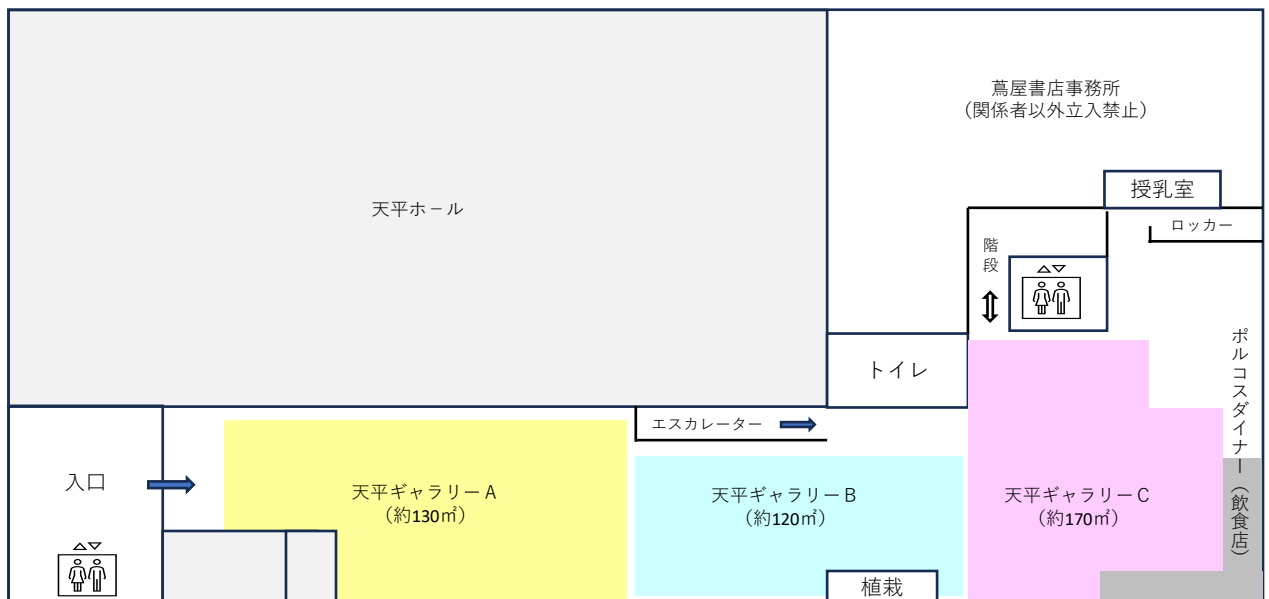 蔦屋書店事務所
(関係者以外立入禁止)
授乳室
天平ホール
ロッカー
階段
トイレ
ポルコスダイナー(飲食店)
エスカレーター
入口
天平ギャラリーA
(約130㎡)
天平ギャラリーB
(約120㎡)
天平ギャラリーC
(約170㎡)
植栽